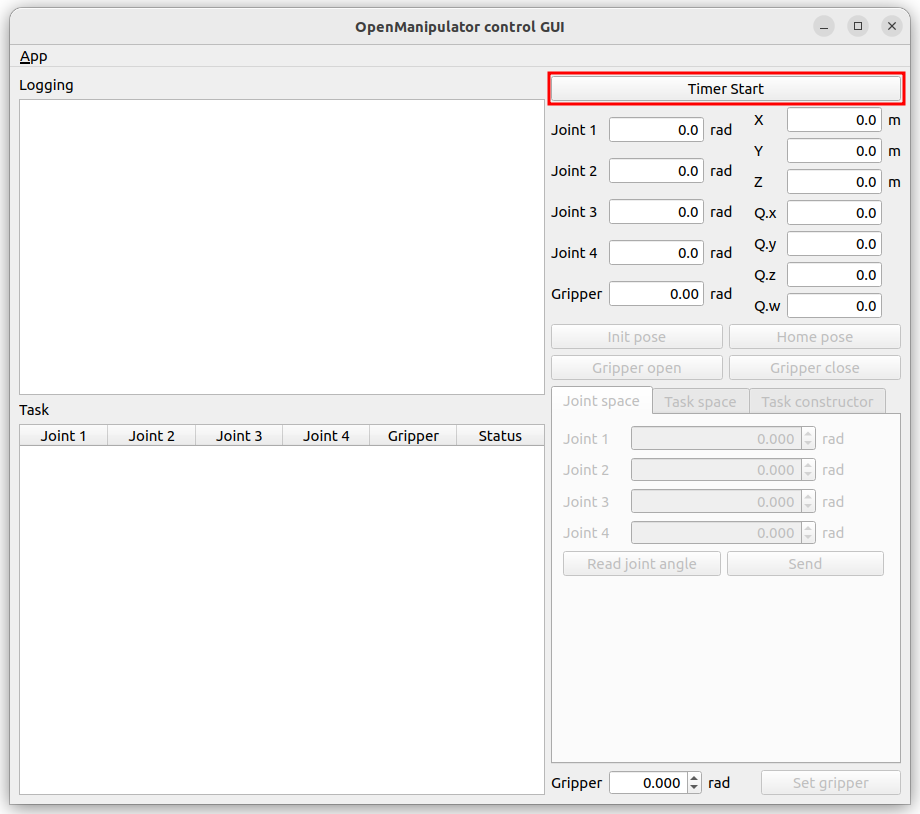 OpenManipulator control GUI
App
Logging
Timer Start
Joint 1 0.0 rad
Joint 2 0.0 rad
Joint 3 0.0 rad
Joint 4 0.0 rad
Gripper 0.00 rad
X 0.0 m
Y 0.0 m
Z 0.0 m
Q.x 0.0
Q.y 0.0
Q.z 0.0
Q.w 0.0
Init pose Home pose
Gripper open Gripper close
Task
Joint 1 Joint 2 Joint 3 Joint 4 Gripper Status
Joint space Task space Task constructor
Joint 1 0.000 rad
Joint 2 0.000 rad
Joint 3 0.000 rad
Joint 4 0.000 rad
Read joint angle Send
Gripper 0.000 rad Set gripper